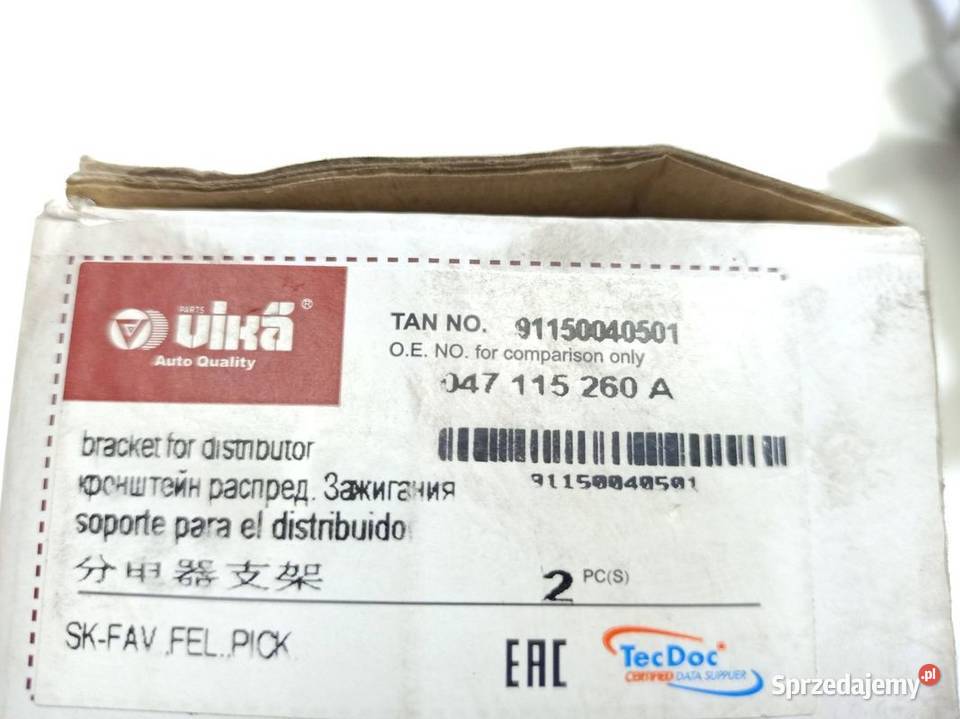 PARTS
vika®
Auto Quality
TAN NO. 91150040501
O.E. NO. for comparison only
047 115 260 A
bracket for distributor
кронштейн распред. Зажигания
soporte para el distribuido
91150040501
分电器支架
2 PC(S)
SK-FAV.,FEL.,PICK
EAC
TecDoc
CERTIFIED DATA SUPPLIER
Sprzedajemy.pl